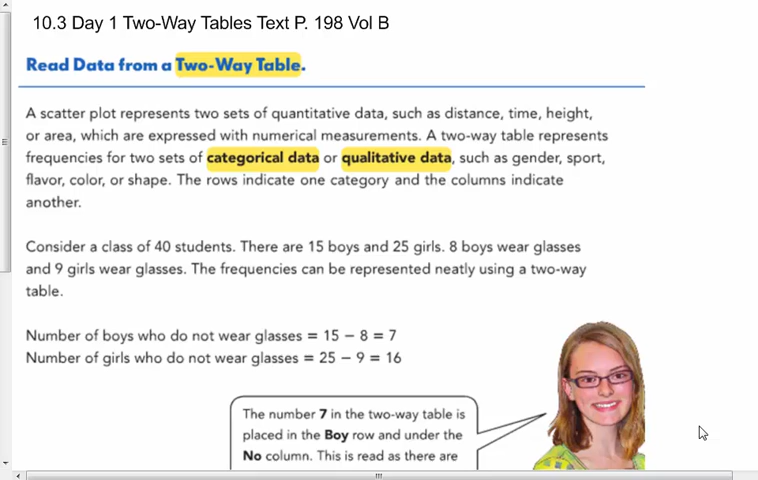 10.3 Day 1 Two-Way Tables Text P. 198 Vol B
Read Data from a Two-Way Table.
A scatter plot represents two sets of quantitative data, such as distance, time, height,
or area, which are expressed with numerical measurements. A two-way table represents
frequencies for two sets of categorical data or qualitative data, such as gender, sport,
flavor, color, or shape. The rows indicate one category and the columns indicate
another.
Consider a class of 40 students. There are 15 boys and 25 girls. 8 boys wear glasses
and 9 girls wear glasses. The frequencies can be represented neatly using a two-way
table.
Number of boys who do not wear glasses = 15 − 8 = 7
Number of girls who do not wear glasses = 25 − 9 = 16
The number 7 in the two-way table is
placed in the Boy row and under the
No column. This is read as there are